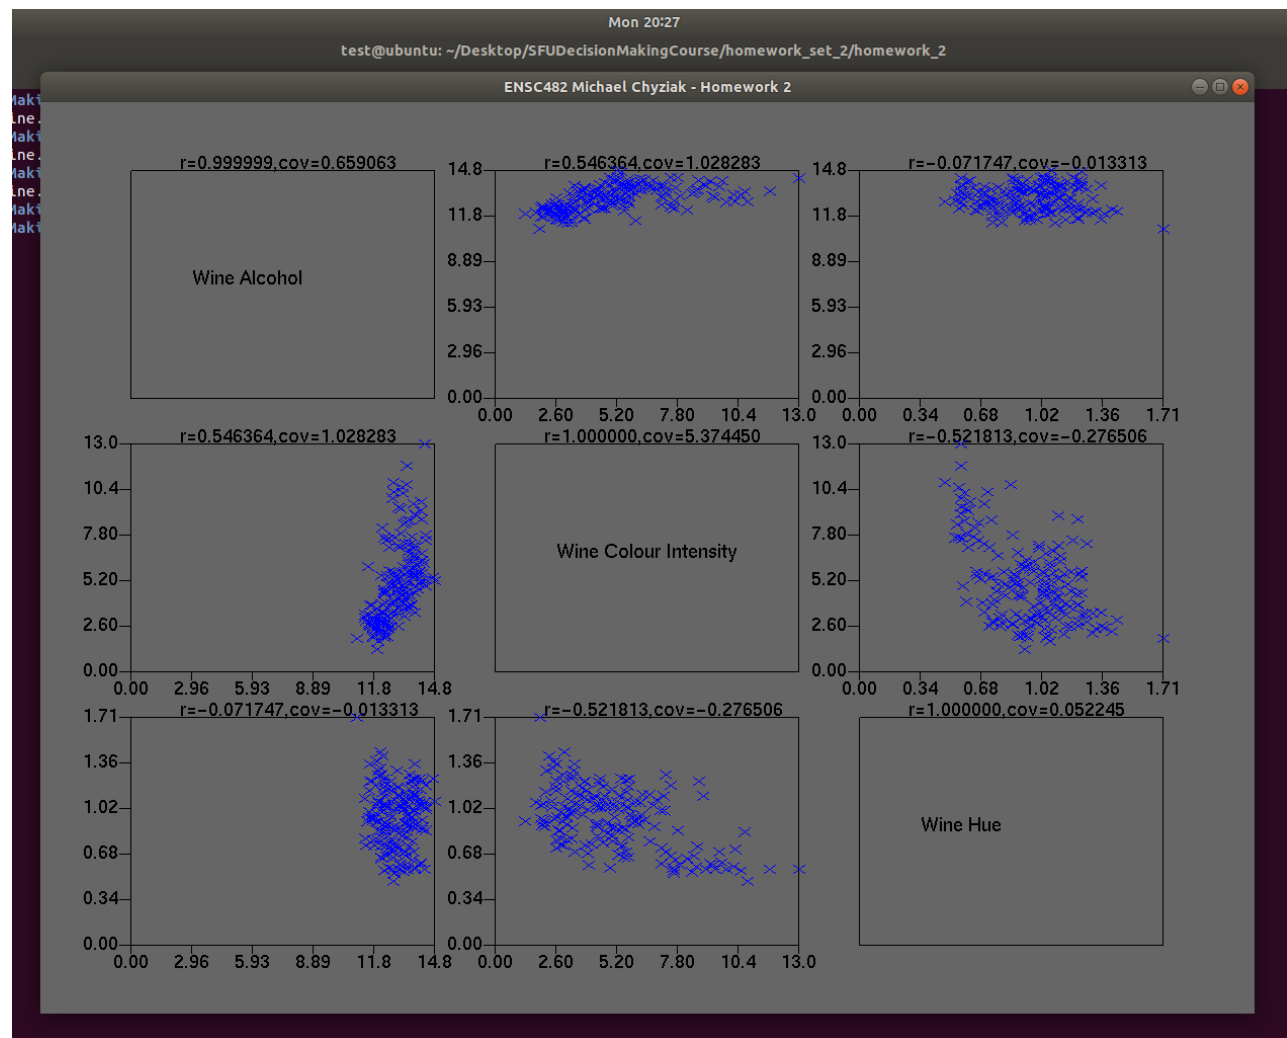 Mon 20:27
test@ubuntu: ~/Desktop/SFUDecisionMakingCourse/homework_set_2/homework_2
ENSC482 Michael Chyziak - Homework 2
Maki
ine.
Maki
ine.
Maki
ine.
Maki
Maki
r=0.999999,cov=0.659063
Wine Alcohol
r=0.546364,cov=1.028283
14.8
11.8
8.89
5.93
2.96
0.00
0.00 2.60 5.20 7.80 10.4 13.0
r=-0.071747,cov=-0.013313
14.8
11.8
8.89
5.93
2.96
0.00
0.00 0.34 0.68 1.02 1.36 1.71
r=0.546364,cov=1.028283
13.0
10.4
7.80
5.20
2.60
0.00
0.00 2.96 5.93 8.89 11.8 14.8
r=1.000000,cov=5.374450
Wine Colour Intensity
r=-0.521813,cov=-0.276506
13.0
10.4
7.80
5.20
2.60
0.00
0.00 0.34 0.68 1.02 1.36 1.71
r=-0.071747,cov=-0.013313
1.71
1.36
1.02
0.68
0.34
0.00
0.00 2.96 5.93 8.89 11.8 14.8
r=-0.521813,cov=-0.276506
1.71
1.36
1.02
0.68
0.34
0.00
0.00 2.60 5.20 7.80 10.4 13.0
r=1.000000,cov=0.052245
Wine Hue